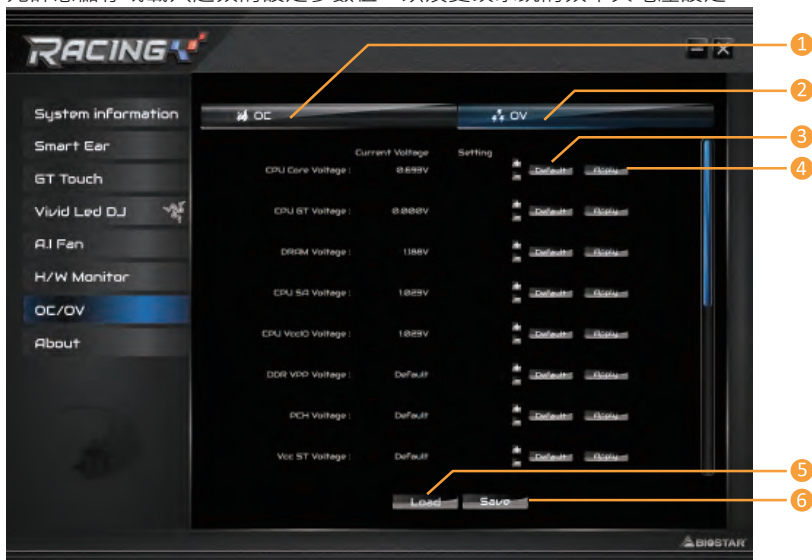 RACING
System information
Smart Ear
GT Touch
Vivid Led DJ
A.I Fan
H/W Monitor
OC/OV
About
OC
OV
Current Voltage Setting
CPU Core Voltage : Default Apply
CPU GT Voltage : 0.000V Default Apply
DRAM Voltage : 1.188V Default Apply
CPU SA Voltage : 1.029V Default Apply
CPU VccIO Voltage : 1.029V Default Apply
DDR VPP Voltage : Default Default Apply
PCH Voltage : Default Default Apply
Vcc ST Voltage : Default Default Apply
Load Save
BIOSTAR
1
2
3
4
5
6